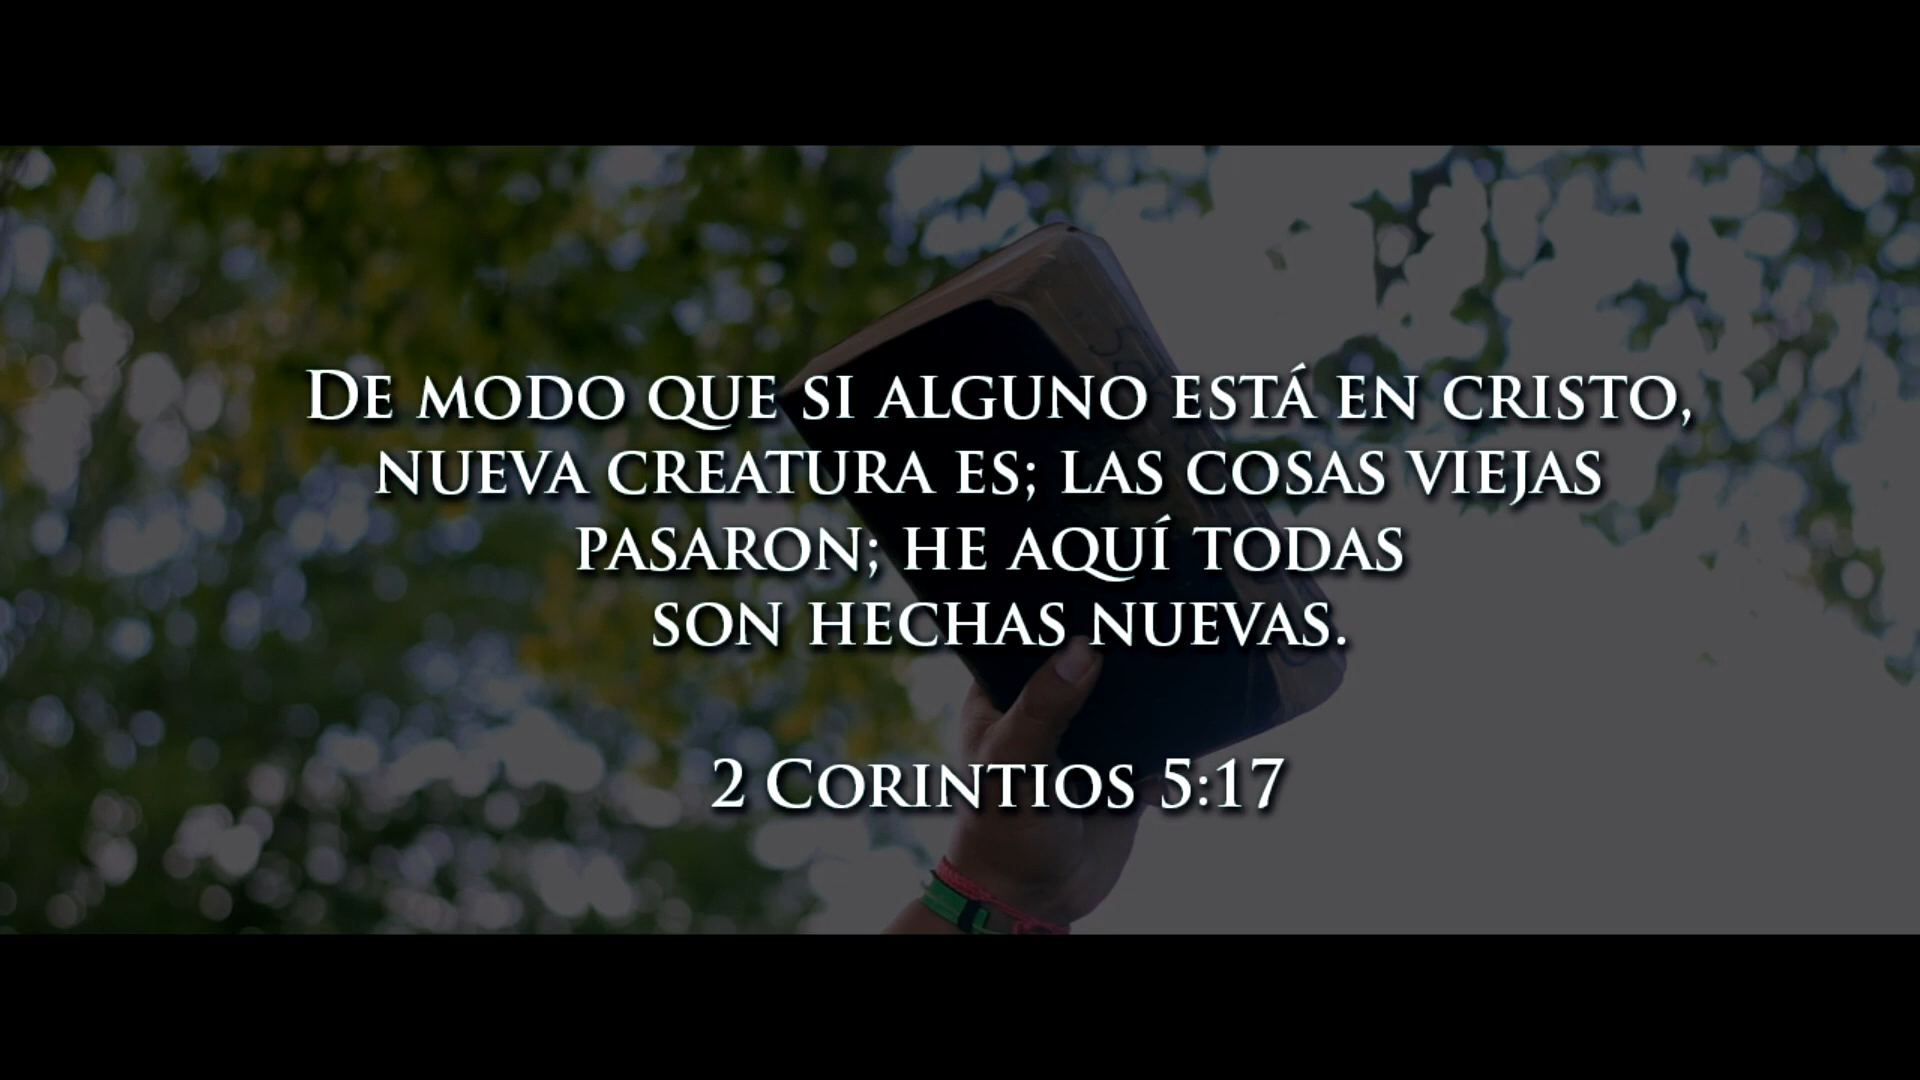 De modo que si alguno está en cristo,
nueva creatura es; las cosas viejas
pasaron; he aquí todas
son hechas nuevas.
2 Corintios 5:17